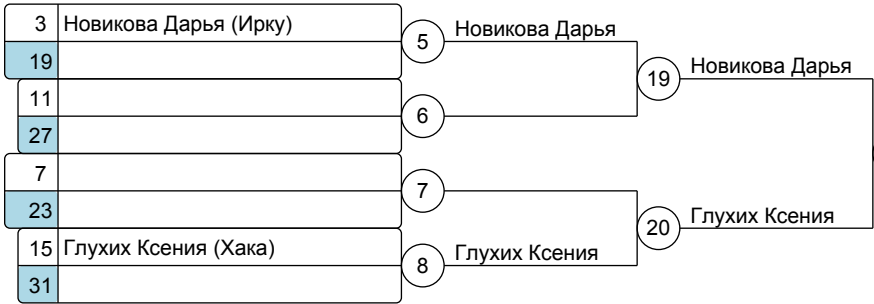 3 Новикова Дарья (Ирку)
5 Новикова Дарья
19
19 Новикова Дарья
11
6
27
7
7
23
20 Глухих Ксения
15 Глухих Ксения (Хака)
8 Глухих Ксения
31